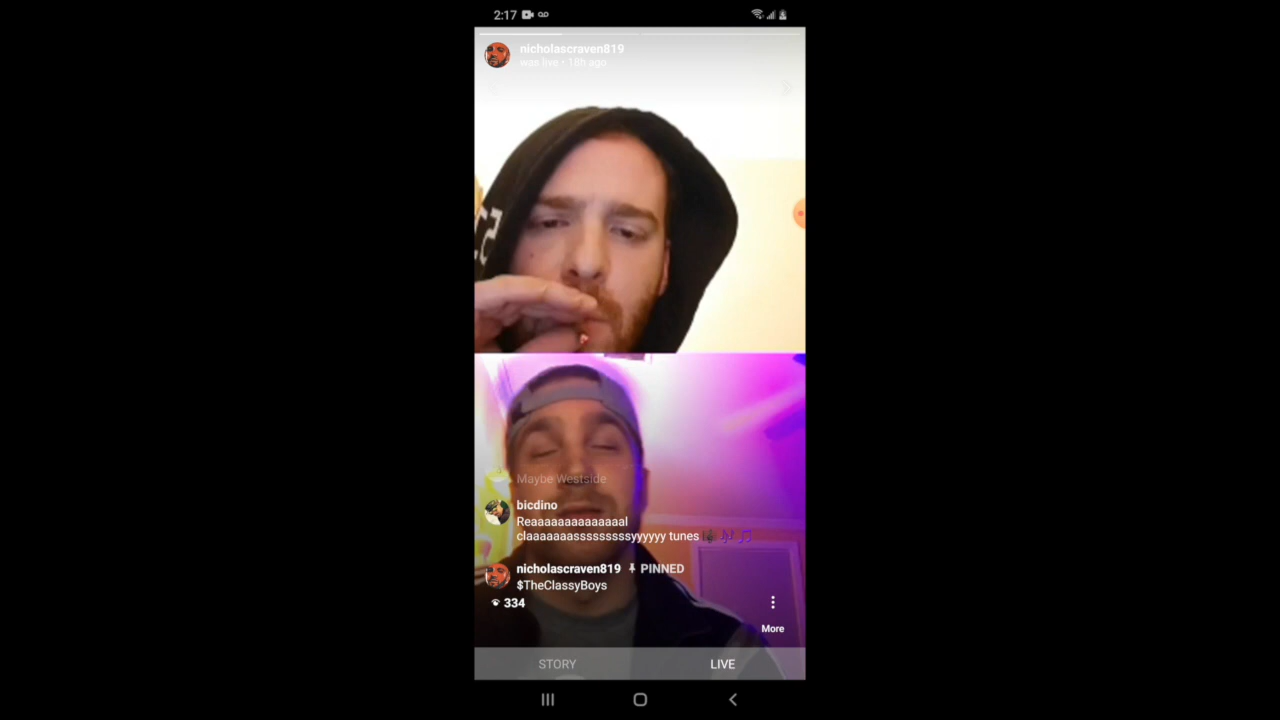 2:17
nicholascraven819
was live • 18h ago
Maybe Westside
bicdino
Reaaaaaaaaaaaaaal
claaaaaaasssssssssyyyyyy tunes
nicholascraven819 PINNED
$TheClassyBoys
334
More
STORY LIVE